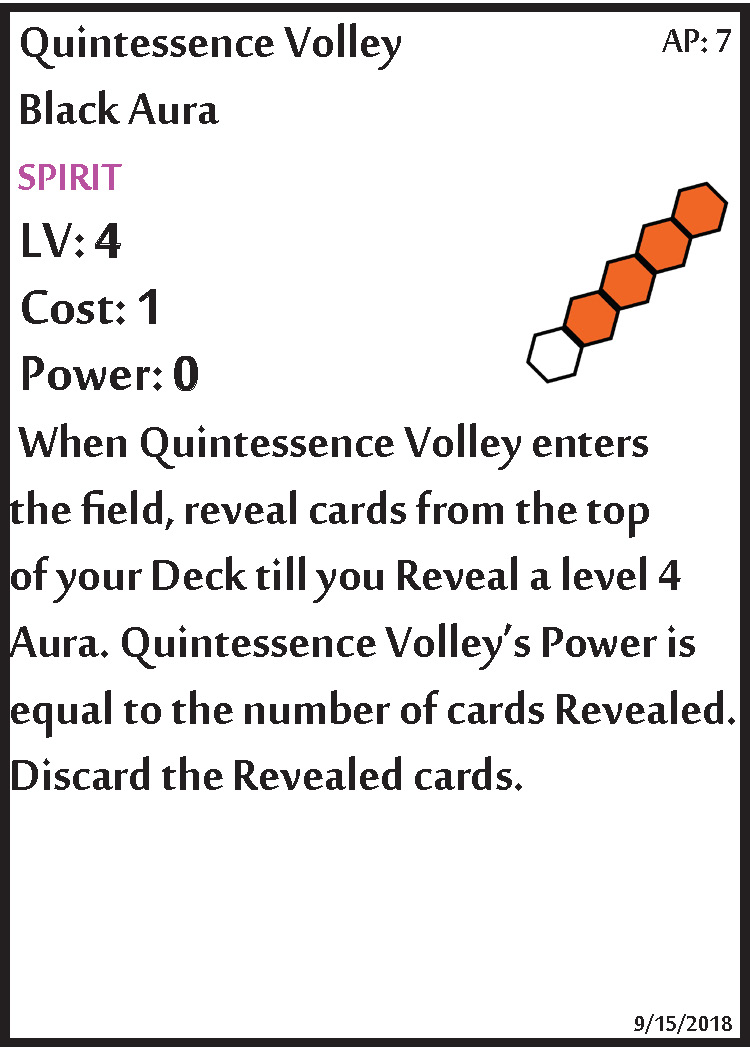 Quintessence Volley
AP: 7
Black Aura
SPIRIT
LV: 4
Cost: 1
Power: 0
When Quintessence Volley enters
the field, reveal cards from the top
of your Deck till you Reveal a level 4
Aura. Quintessence Volley's Power is
equal to the number of cards Revealed.
Discard the Revealed cards.
9/15/2018